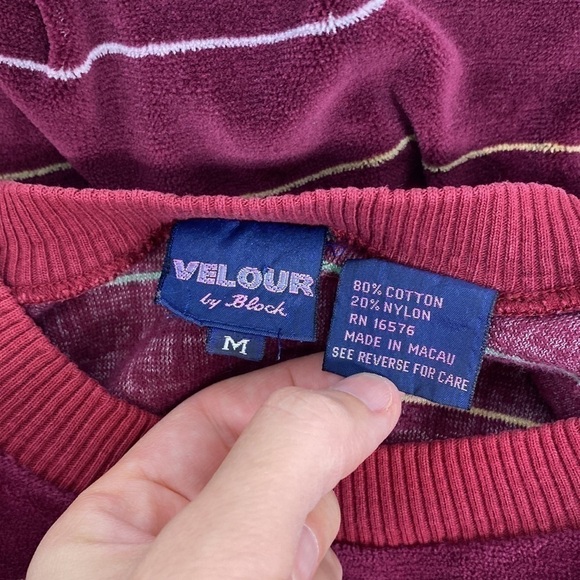 VELOUR
by Block
M
80% COTTON
20% NYLON
RN 16576
MADE IN MACAU
SEE REVERSE FOR CARE